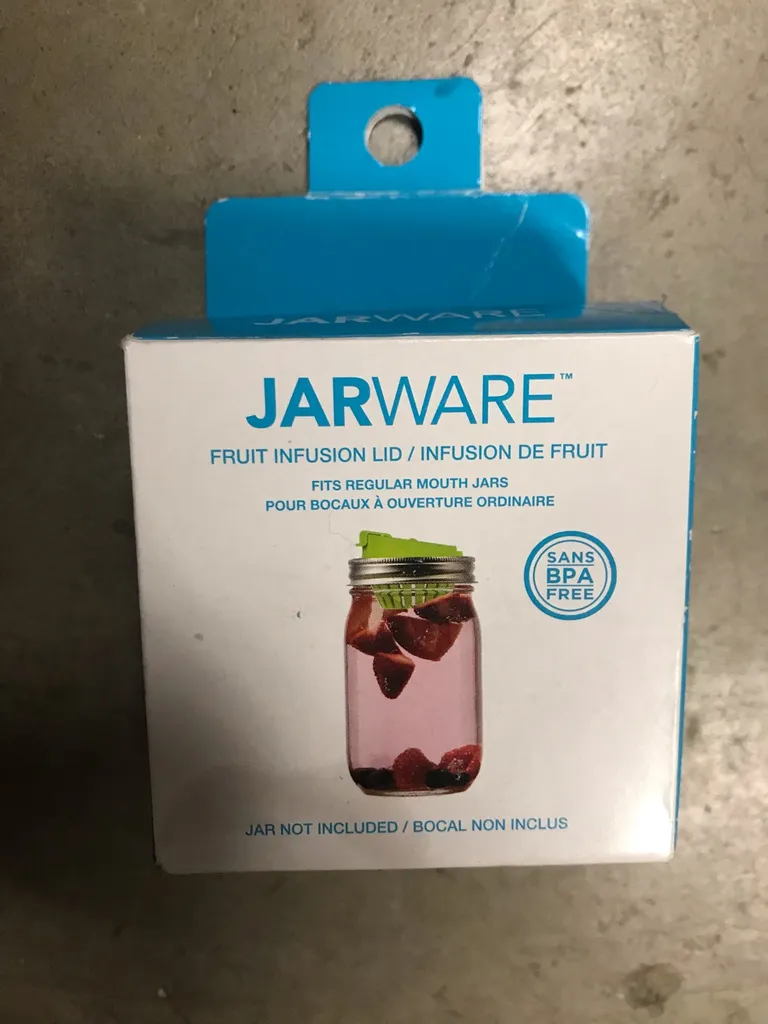 JARWARE
JARWARE™
FRUIT INFUSION LID / INFUSION DE FRUIT
FITS REGULAR MOUTH JARS
POUR BOCAUX À OUVERTURE ORDINAIRE
SANS
BPA
FREE
JAR NOT INCLUDED / BOCAL NON INCLUS